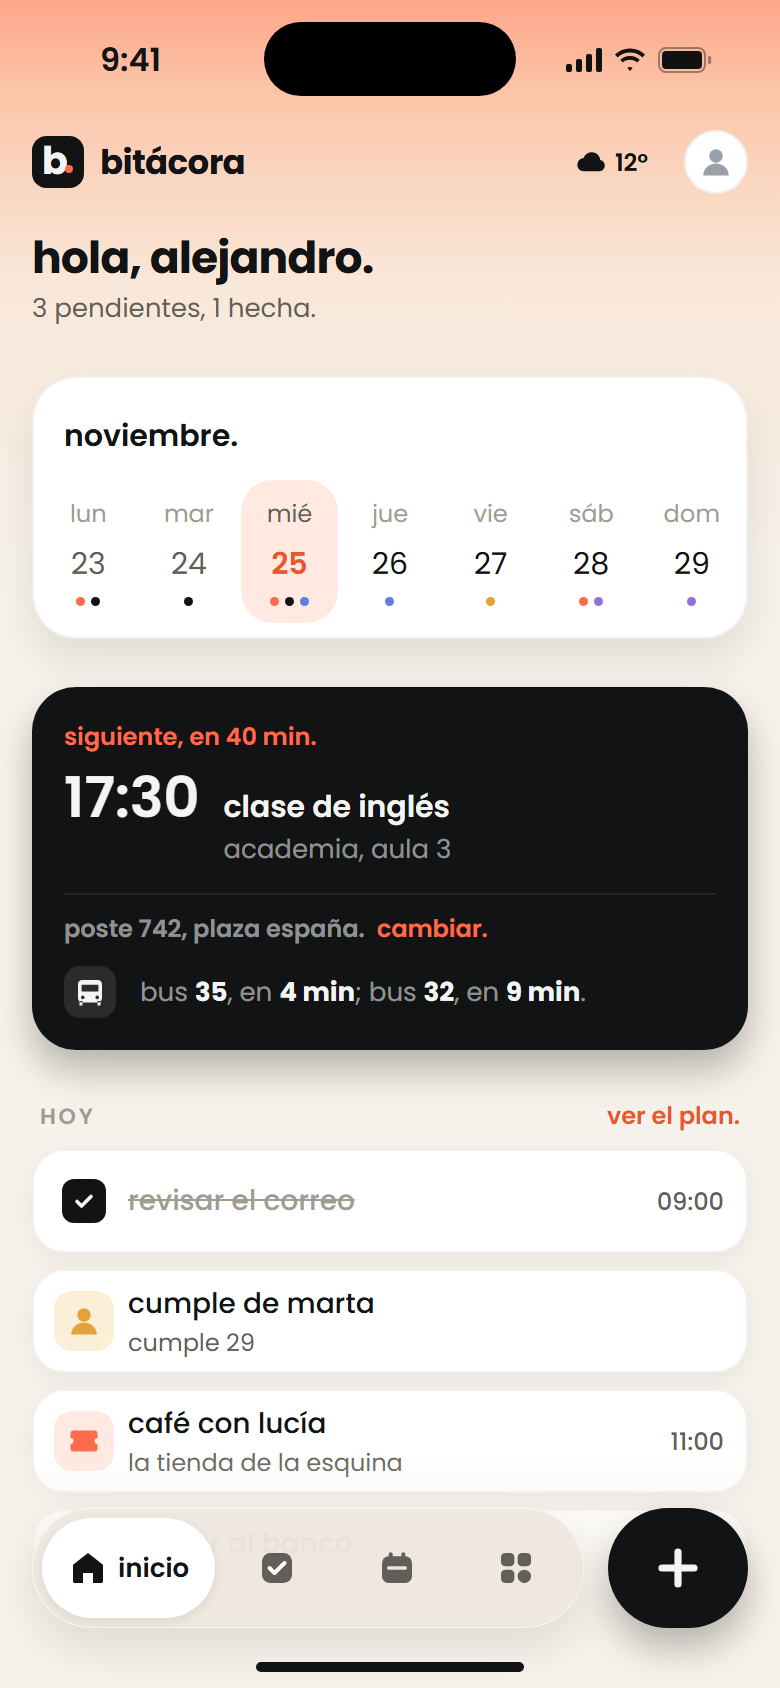 9:41
b.
bitácora
12°
hola, alejandro.
3 pendientes, 1 hecha.
noviembre.
lun mar mié jue vie sáb dom
23 24 25 26 27 28 29
siguiente, en 40 min.
17:30 clase de inglés
academia, aula 3
poste 742, plaza españa. cambiar.
bus 35, en 4 min; bus 32, en 9 min.
HOY ver el plan.
revisar el correo 09:00
cumple de marta
cumple 29
café con lucía 11:00
la tienda de la esquina
al banco
inicio